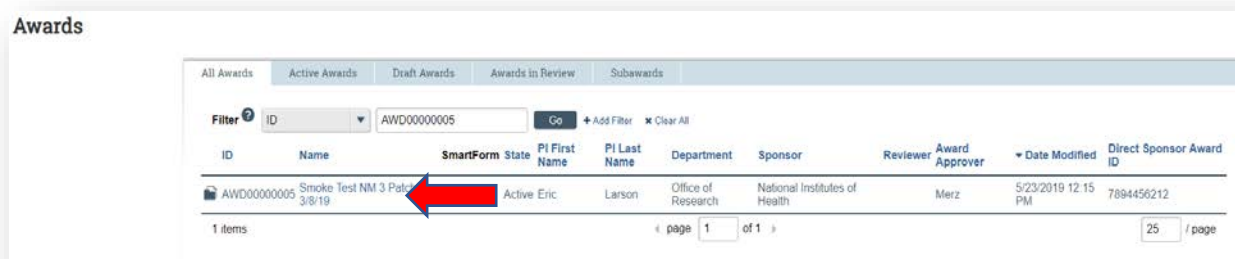 Awards
All Awards Active Awards Draft Awards Awards in Review Subawards
Filter ? ID AWD00000005 Go + Add Filter × Clear All
ID Name SmartForm State PI First Name PI Last Name Department Sponsor Reviewer Award Approver Date Modified Direct Sponsor Award ID
AWD00000005 Smoke Test NM 3 Patch 3/8/19 Active Eric Larson Office of Research National Institutes of Health Merz 5/23/2019 12:15 PM 7894456212
1 items page 1 of 1 25 / page